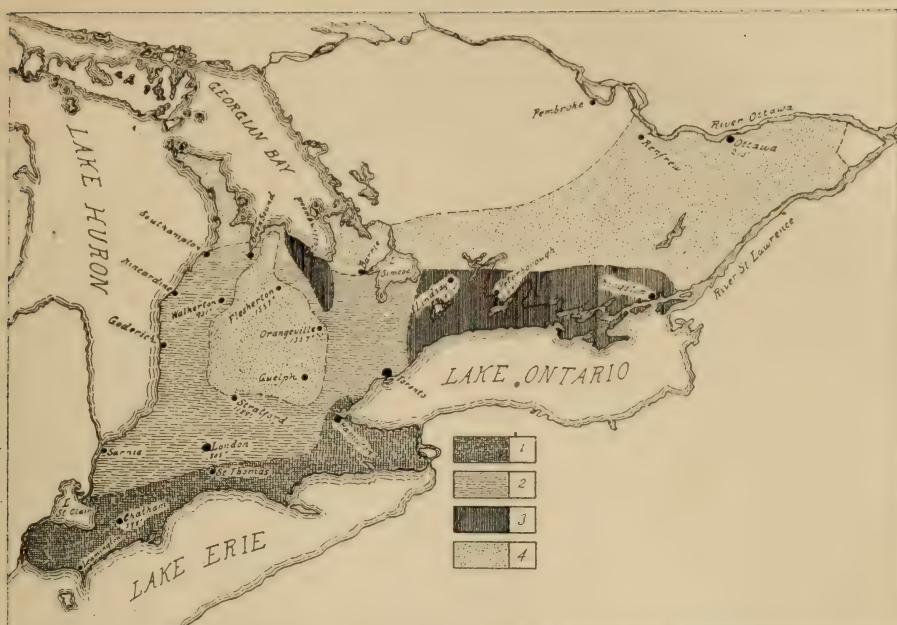 GEORGIAN BAY
LAKE HURON
Pembroke
River Ottawa
Ottawa
Renfrew
River St Lawrence
Southampton
Kincardine
Walkerton
Goderich
Barrie
Simcoe
Lindsay
Peterborough
Flesherton
Orangeville
Guelph
Toronto
LAKE ONTARIO
Stratford
Sarnia
London
St Thomas
L
St Clair
Chatham
LAKE ERIE
1
2
3
4